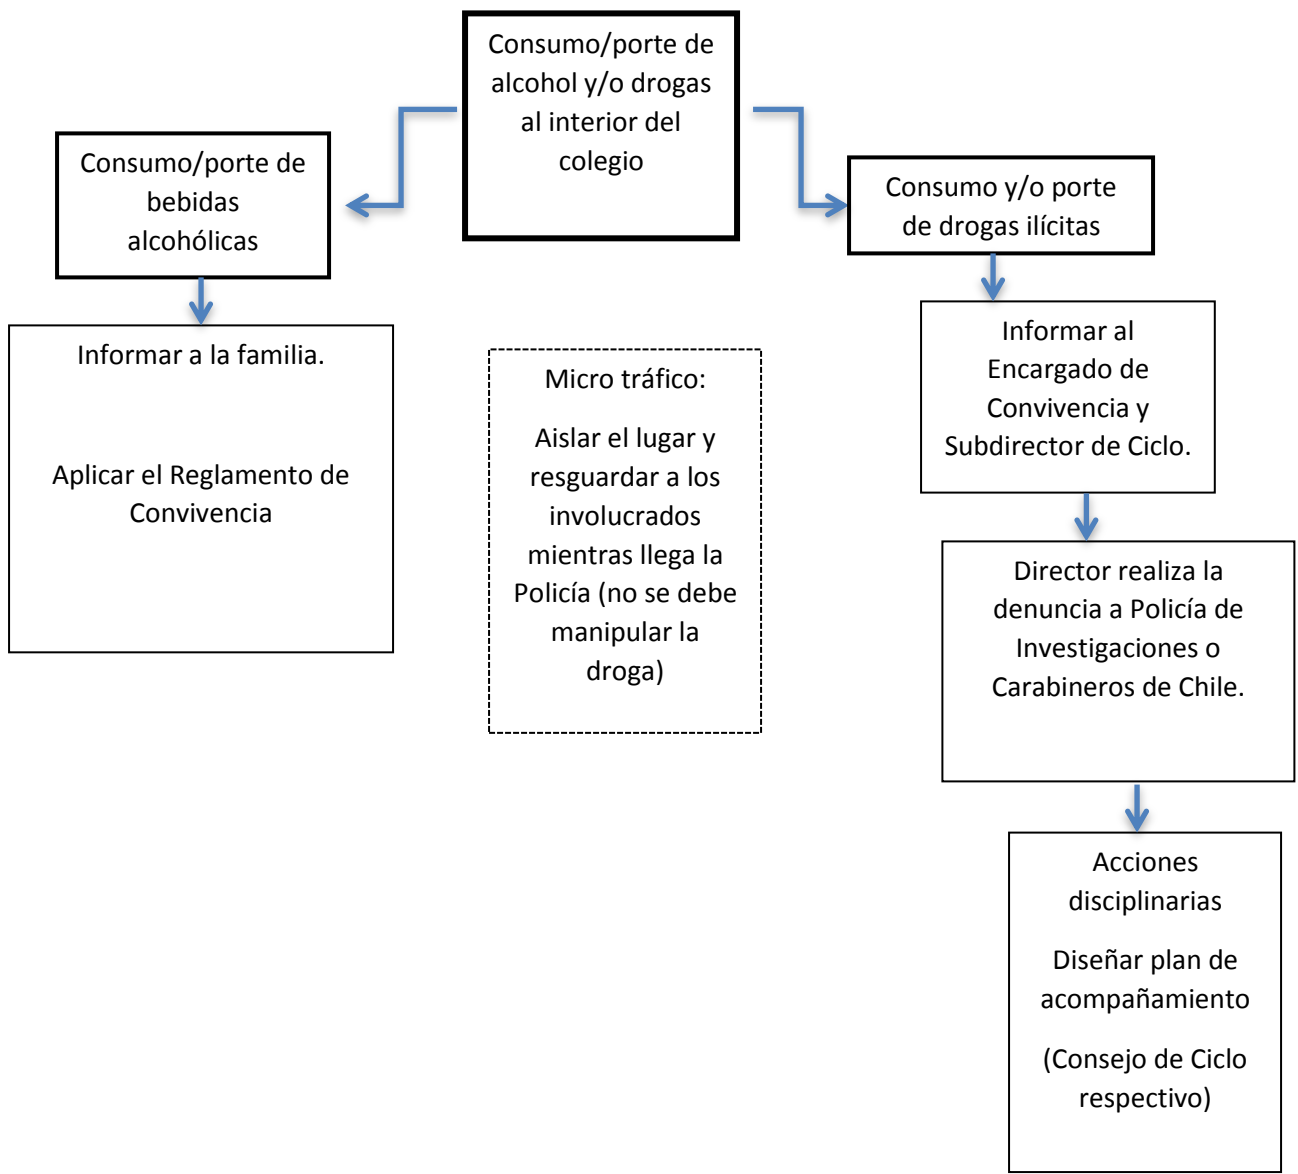 Consumo/porte de
alcohol y/o drogas
al interior del
colegio
Consumo/porte de
bebidas
alcohólicas
Consumo y/o porte
de drogas ilícitas
Informar a la familia.
Aplicar el Reglamento de
Convivencia
Micro tráfico:
Aislar el lugar y
resguardar a los
involucrados
mientras llega la
Policía (no se debe
manipular la
droga)
Informar al
Encargado de
Convivencia y
Subdirector de Ciclo.
Director realiza la
denuncia a Policía de
Investigaciones o
Carabineros de Chile.
Acciones
disciplinarias
Diseñar plan de
acompañamiento
(Consejo de Ciclo
respectivo)